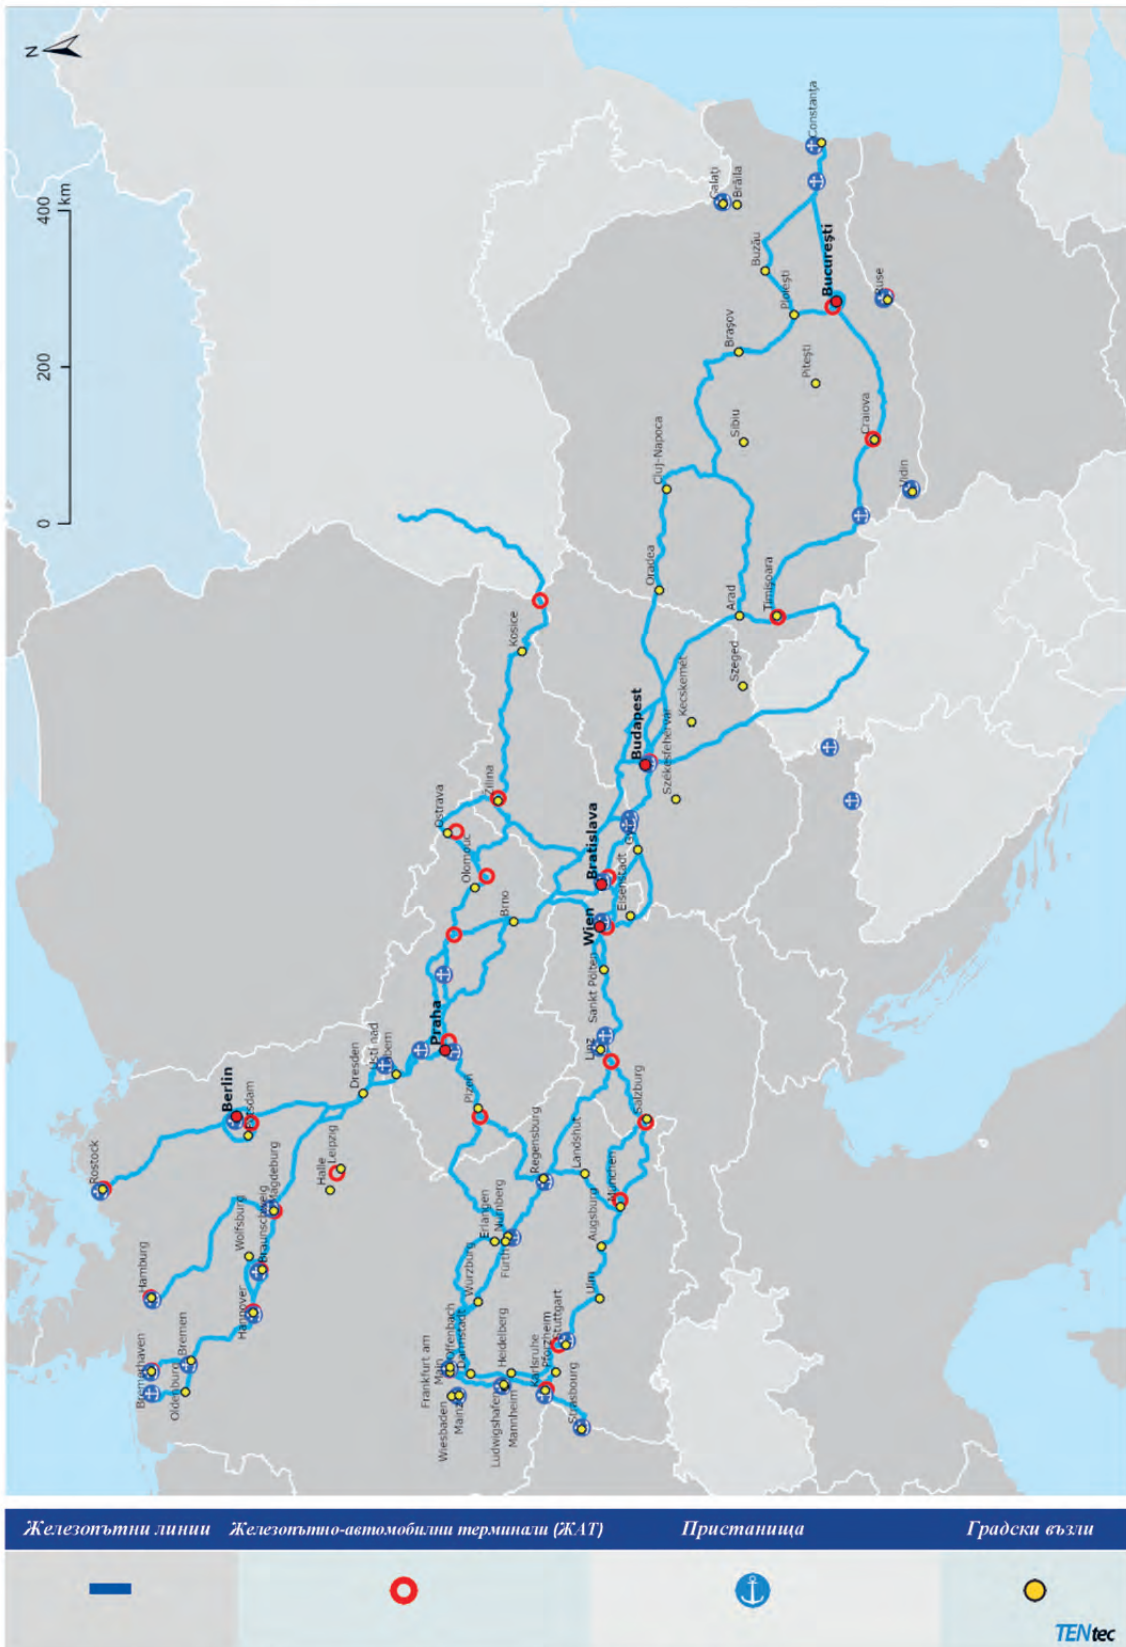 N
0
200
400
km
Rostock
Berlin
Potsdam
Hamburg
Bremerhaven
Bremen
Oldenburg
Hannover
Wolfsburg
Braunschweig
Magdeburg
Halle
Leipzig
Dresden
Ústí nad
Praha
Plzen
Ostrava
Olomouc
Brno
Žilina
Kosice
Frankfurt am
Main
Offenbach
Darmstadt
Wiesbaden
Mainz
Ludwigshafen
Mannheim
Heidelberg
Würzburg
Erlangen
Nürnberg
Fürth
Regensburg
Karlsruhe
Pforzheim
Stuttgart
Strasbourg
Ulm
Augsburg
München
Landshut
Salzburg
Linz
Sankt Pölten
Wien
Eisenstadt
Bratislava
Budapest
Székesfehérvár
Kecskemét
Szeged
Oradea
Cluj-Napoca
Arad
Timișoara
Sibiu
Brașov
Pitești
Craiova
Vidin
Ploiești
Buzău
București
Ruse
Galați
Brăila
Constanța
Железопътни линии
Железопътно-автомобилни терминали (ЖАТ)
Пристанища
Градски възли
TENtec